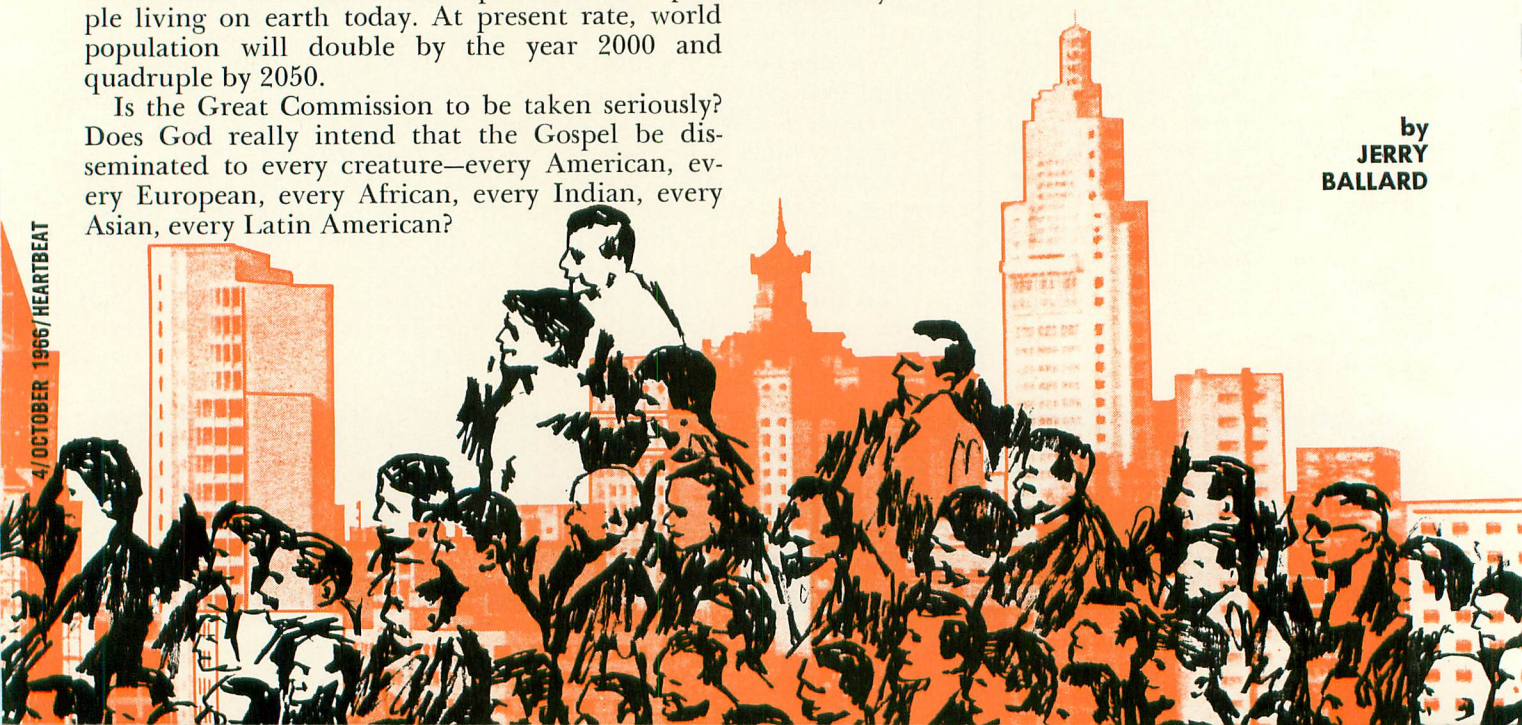 ple living on earth today. At present rate, world
population will double by the year 2000 and
quadruple by 2050.
Is the Great Commission to be taken seriously?
Does God really intend that the Gospel be dis-
seminated to every creature—every American, ev-
ery European, every African, every Indian, every
Asian, every Latin American?
by
JERRY
BALLARD
4/OCTOBER 1966/HEARTBEAT